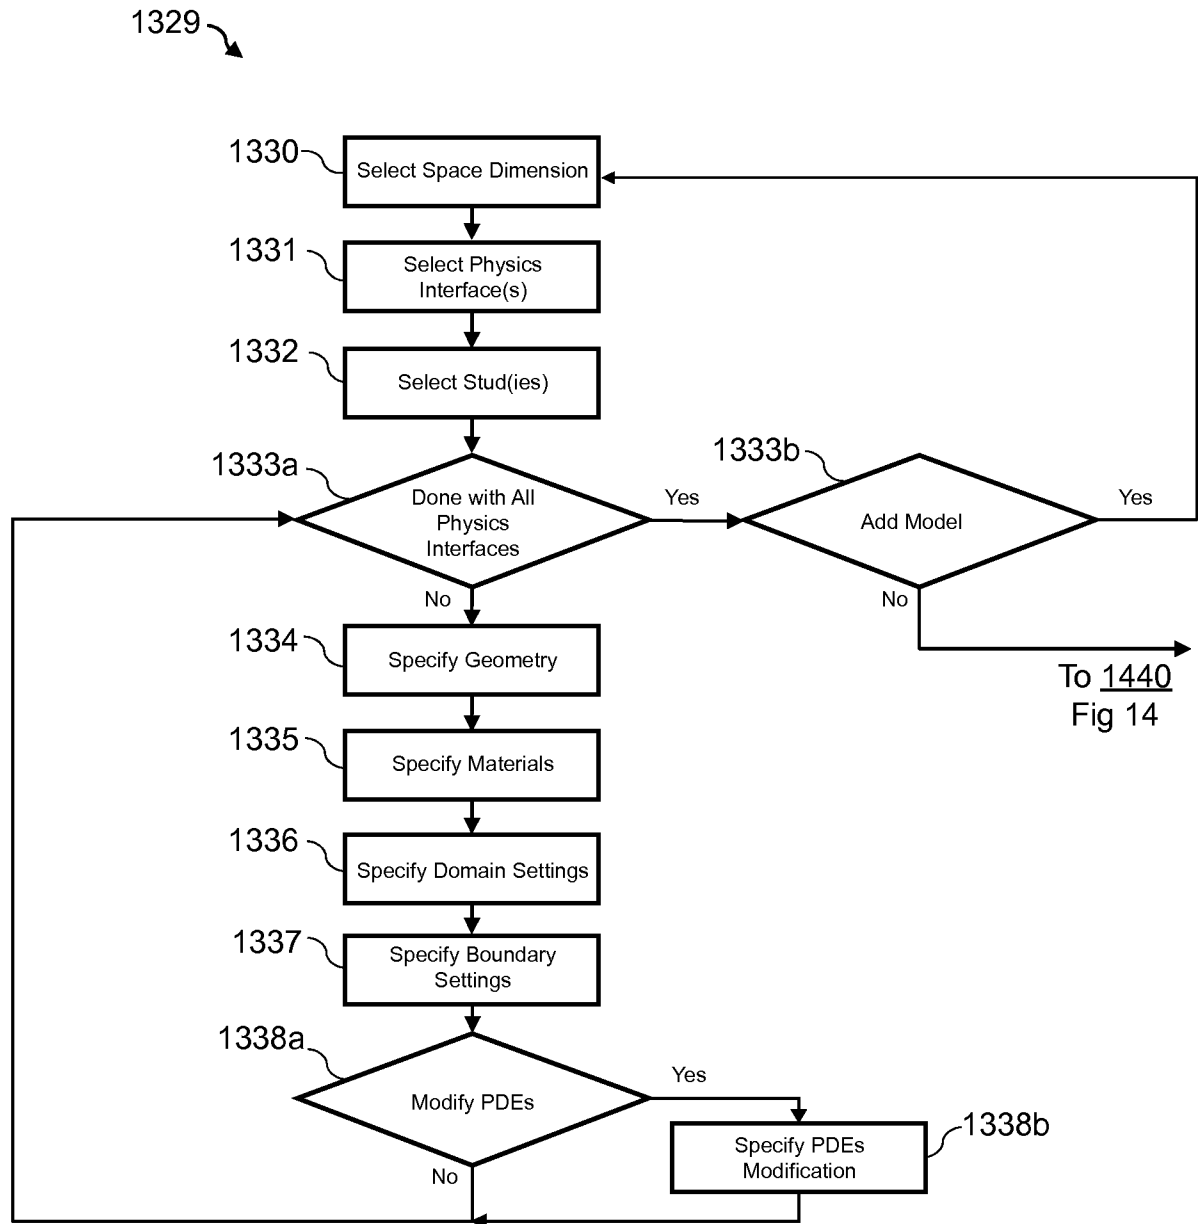 1329
1330
Select Space Dimension
1331
Select Physics
Interface(s)
1332
Select Stud(ies)
1333a
Done with All
Physics
Interfaces
Yes
1333b
Add Model
Yes
No
No
To 1440
Fig 14
1334
Specify Geometry
1335
Specify Materials
1336
Specify Domain Settings
1337
Specify Boundary
Settings
1338a
Modify PDEs
Yes
No
1338b
Specify PDEs
Modification